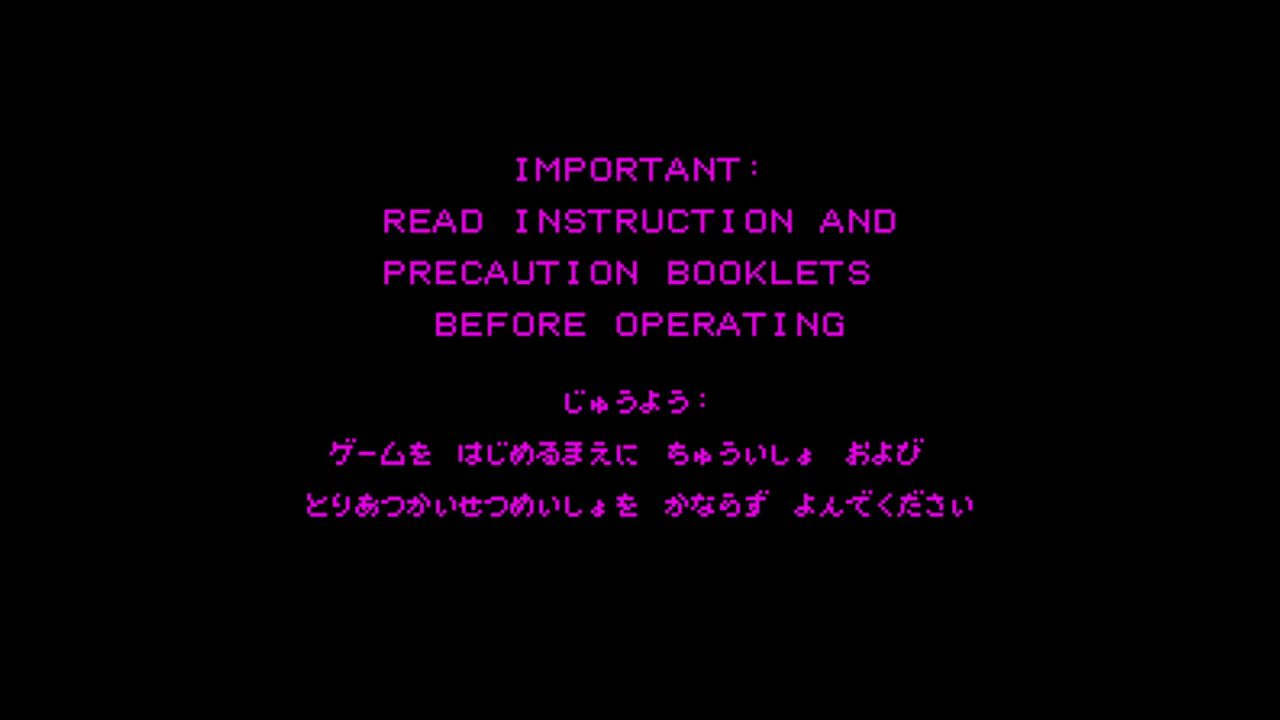 IMPORTANT:
READ INSTRUCTION AND
PRECAUTION BOOKLETS
BEFORE OPERATING
じゅうよう:
ゲームを はじめるまえに ちゅういしょ および
とりあつかいせつめいしょを かならず よんでください